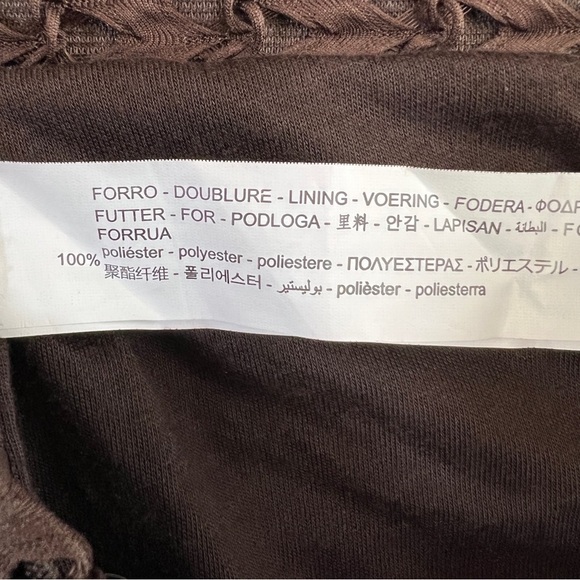 FORRO - DOUBLURE - LINING - VOERING - FODERA - ΦΟΔΡ
FUTTER - FOR - PODLOGA - 里料 - 안감 - LAPISAN - البطانة - FO
FORRUA
100% poliéster - polyester - poliestere - ΠΟΛΥΕΣΤΕΡΑΣ - ポリエステル -
聚酯纤维 - 폴리에스터 - بوليستير - polièster - poliesterra